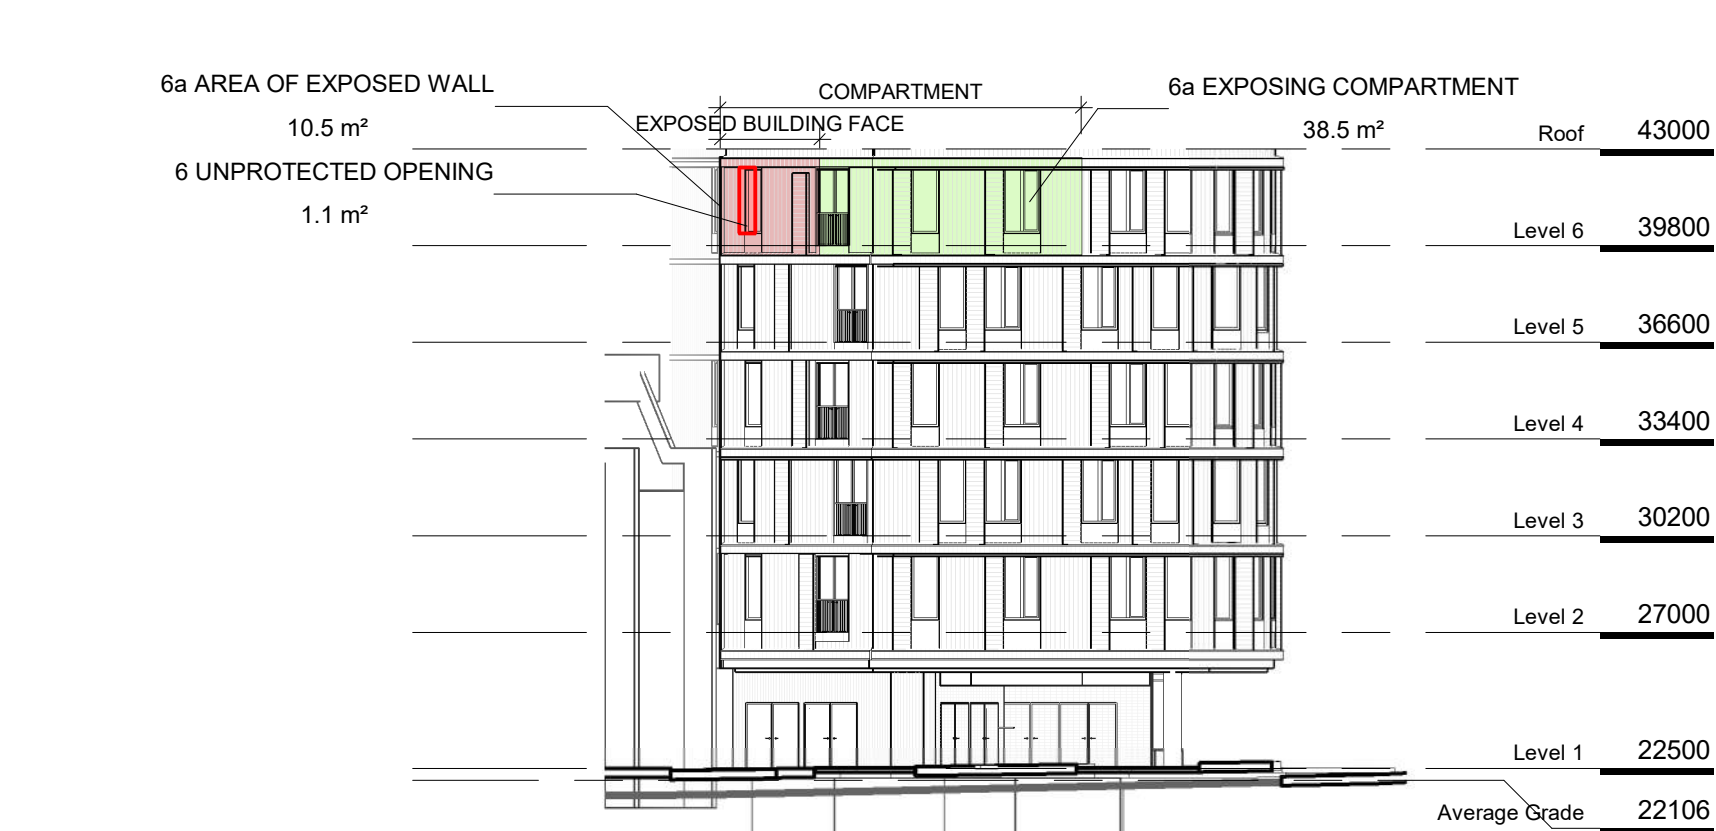 6a AREA OF EXPOSED WALL
10.5 m²
6 UNPROTECTED OPENING
1.1 m²
COMPARTMENT
EXPOSED BUILDING FACE
6a EXPOSING COMPARTMENT
38.5 m²
Roof 43000
Level 6 39800
Level 5 36600
Level 4 33400
Level 3 30200
Level 2 27000
Level 1 22500
Average Grade 22106